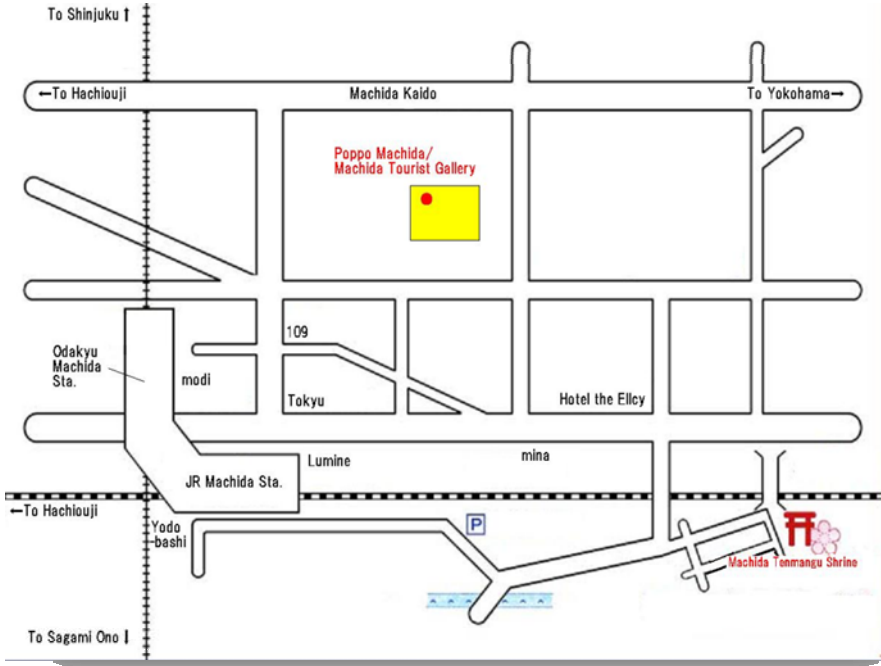 To Shinjuku↑
←To Hachiouji
Machida Kaido
To Yokohama→
Poppo Machida/
Machida Tourist Gallery
109
Odakyu
Machida
Sta.
modi
Tokyu
Hotel the Ellcy
Lumine
mina
JR Machida Sta.
←To Hachiouji
Yodo
-bashi
P
Machida Tenmangu Shrine
To Sagami Ono↓